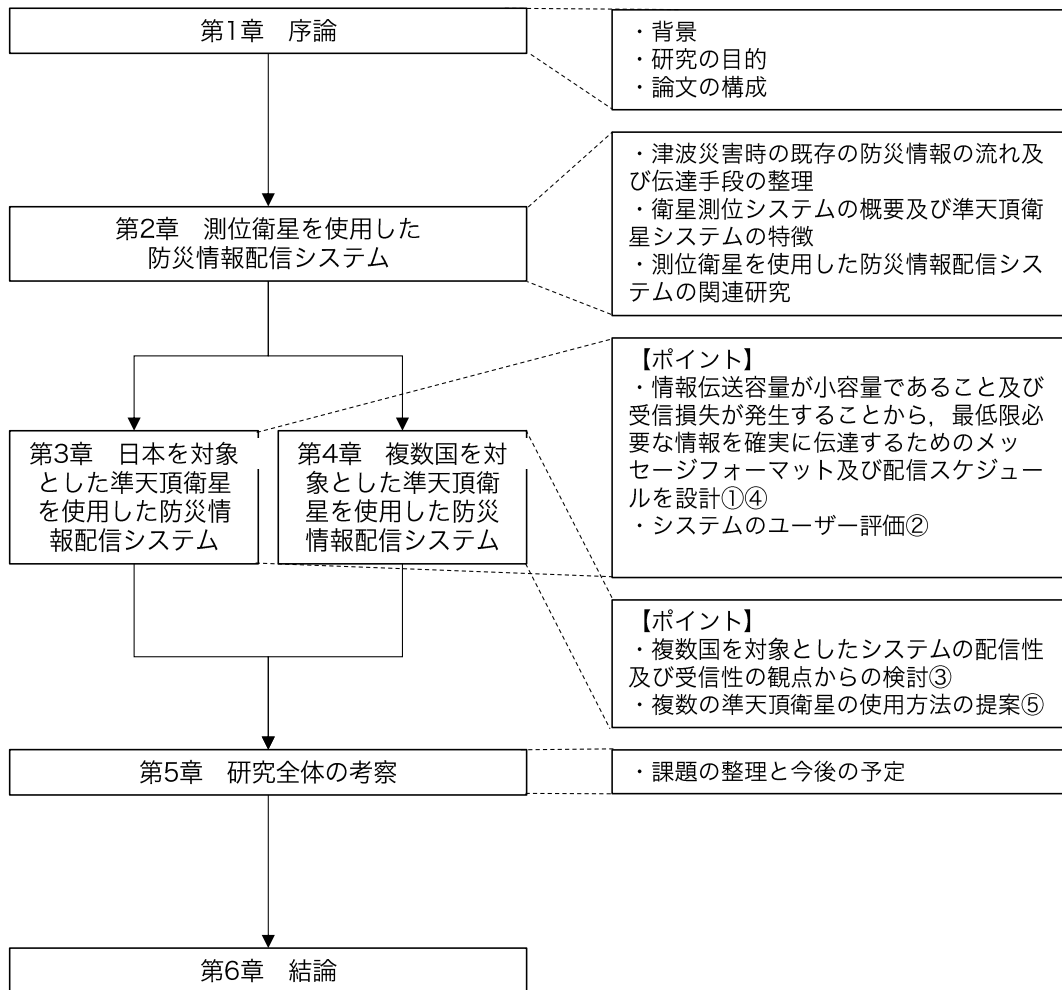 第1章　序論
・背景
・研究の目的
・論文の構成
第2章　測位衛星を使用した
防災情報配信システム
・津波災害時の既存の防災情報の流れ及
び伝達手段の整理
・衛星測位システムの概要及び準天頂衛
星システムの特徴
・測位衛星を使用した防災情報配信シス
テムの関連研究
第3章　日本を対象
とした準天頂衛星
を使用した防災情
報配信システム
【ポイント】
・情報伝送容量が小容量であること及び
受信損失が発生することから，最低限必
要な情報を確実に伝達するためのメッ
セージフォーマット及び配信スケジュー
ルを設計①④
・システムのユーザー評価②
第4章　複数国を対
象とした準天頂衛
星を使用した防災
情報配信システム
【ポイント】
・複数国を対象としたシステムの配信性
及び受信性の観点からの検討③
・複数の準天頂衛星の使用方法の提案⑤
第5章　研究全体の考察
・課題の整理と今後の予定
第6章　結論